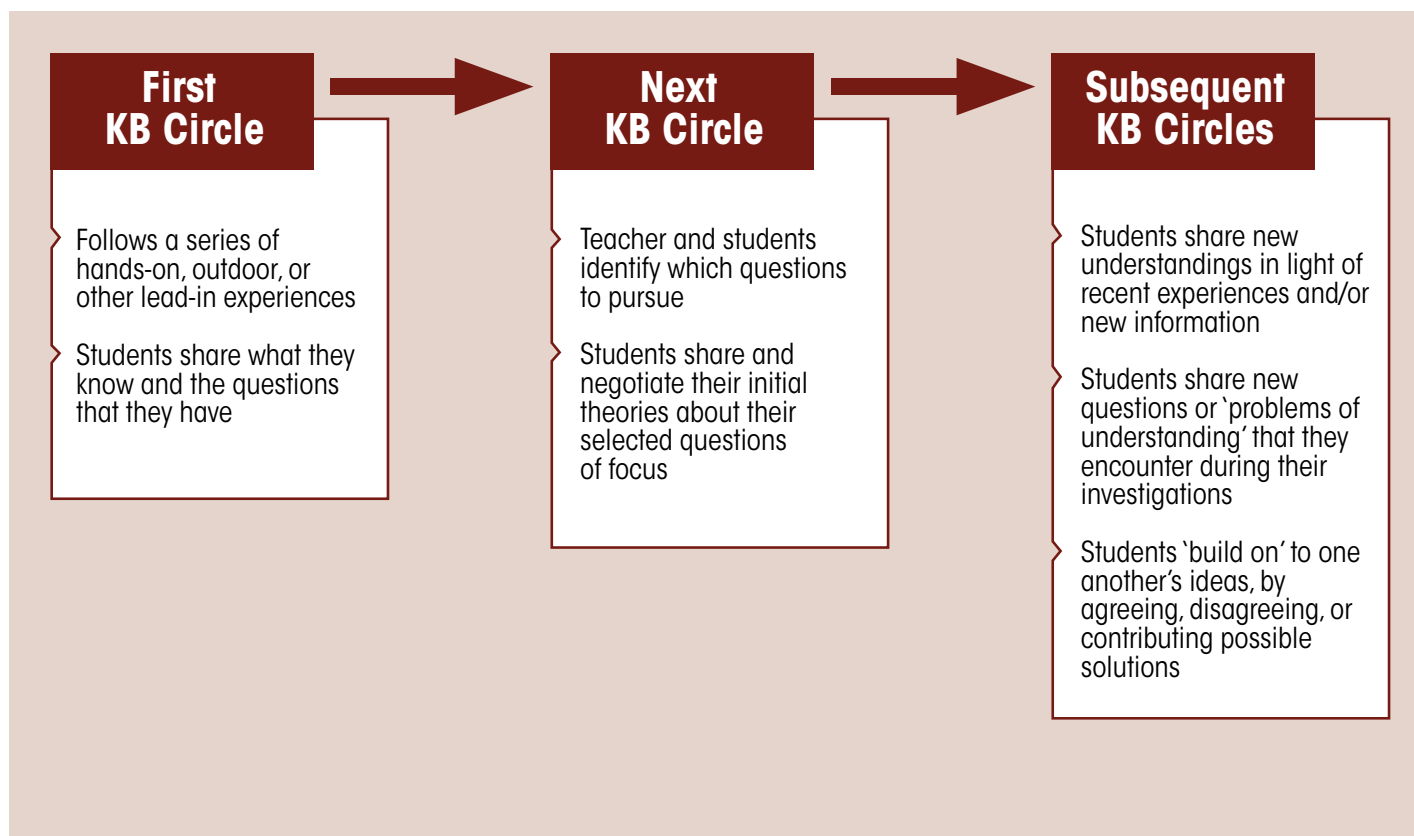 First
KB Circle
Follows a series of
hands-on, outdoor, or
other lead-in experiences
Students share what they
know and the questions
that they have
Next
KB Circle
Teacher and students
identify which questions
to pursue
Students share and
negotiate their initial
theories about their
selected questions
of focus
Subsequent
KB Circles
Students share new
understandings in light of
recent experiences and/or
new information
Students share new
questions or ‘problems of
understanding’ that they
encounter during their
investigations
Students ‘build on’ to one
another’s ideas, by
agreeing, disagreeing, or
contributing possible
solutions